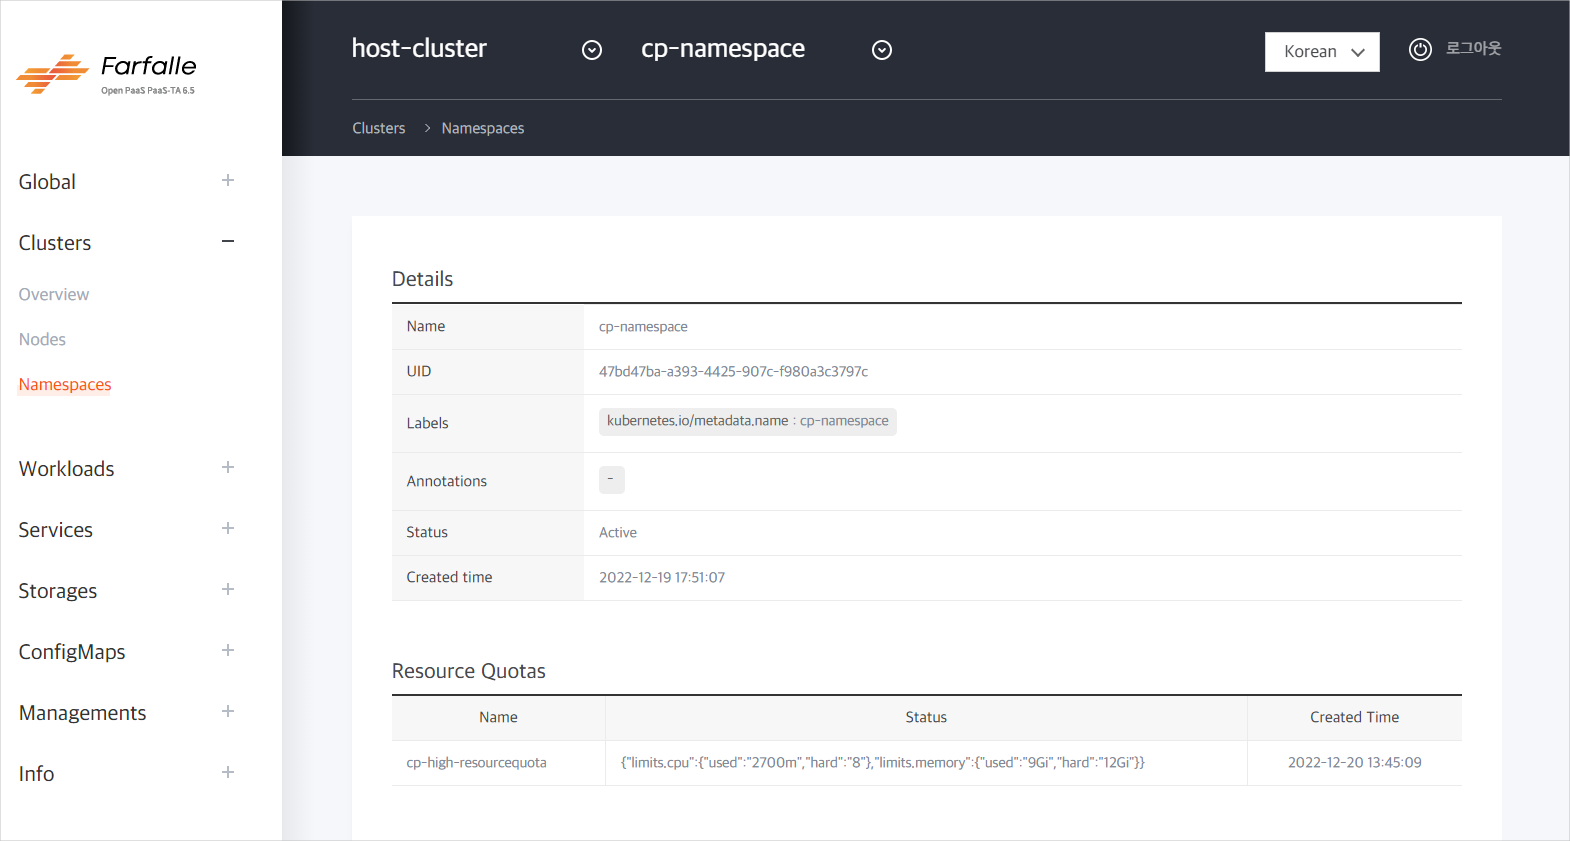 Farfalle
Open PaaS PaaS-TA 6.5
host-cluster
cp-namespace
Korean
로그아웃
Clusters > Namespaces
Global
Clusters
Overview
Nodes
Namespaces
Workloads
Services
Storages
ConfigMaps
Managements
Info
Details
Name cp-namespace
UID 47bd47ba-a393-4425-907c-f980a3c3797c
Labels kubernetes.io/metadata.name : cp-namespace
Annotations -
Status Active
Created time 2022-12-19 17:51:07
Resource Quotas
Name Status Created Time
cp-high-resourcequota {"limits.cpu":{"used":"2700m","hard":"8"},"limits.memory":{"used":"9Gi","hard":"12Gi"}} 2022-12-20 13:45:09